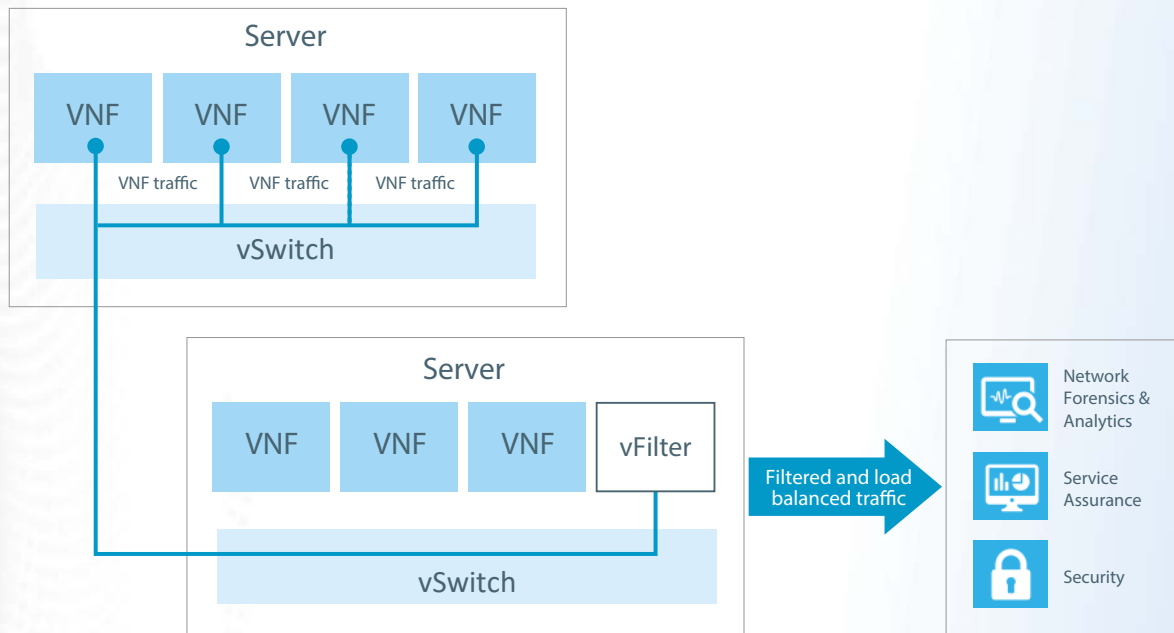 Server
VNF
VNF
VNF
VNF
VNF traffic
VNF traffic
VNF traffic
vSwitch
Server
VNF
VNF
VNF
vFilter
vSwitch
Filtered and load
balanced traffic
Network
Forensics &
Analytics
Service
Assurance
Security